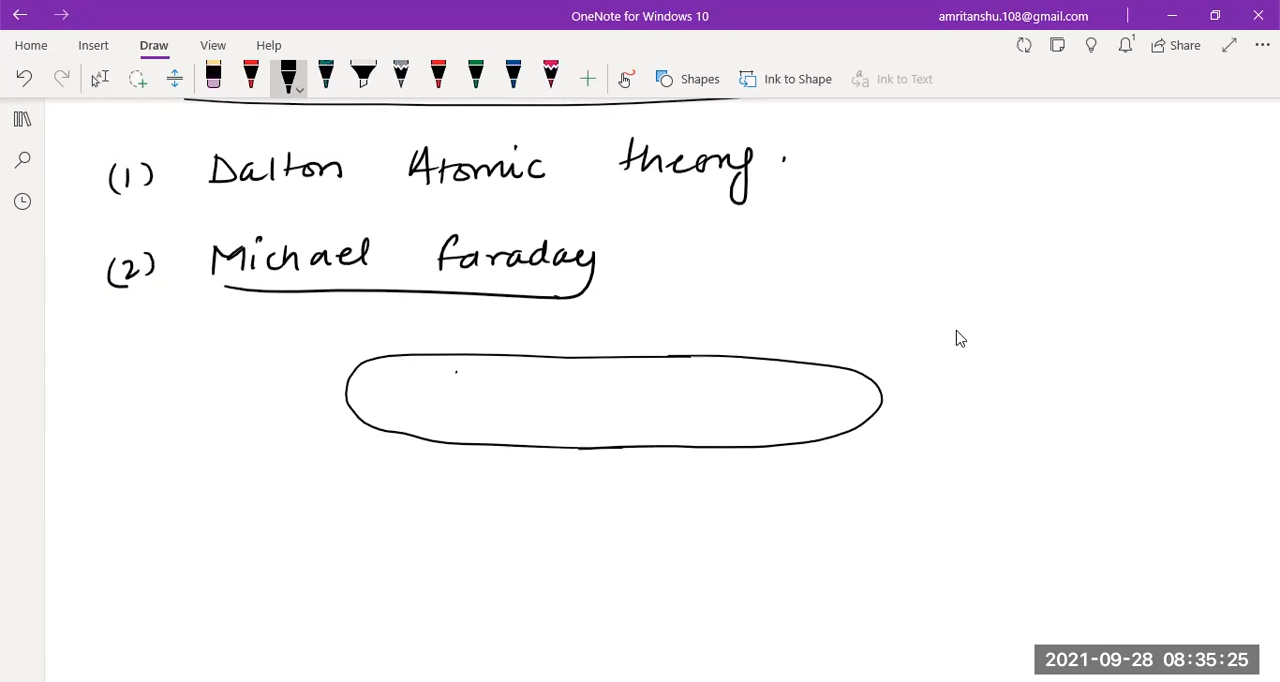 OneNote for Windows 10
amritanshu.108@gmail.com
Home Insert Draw View Help
1 Share
Shapes Ink to Shape Ink to Text
(1) Dalton Atomic theory.
(2) Michael faraday
2021-09-28 08:35:25